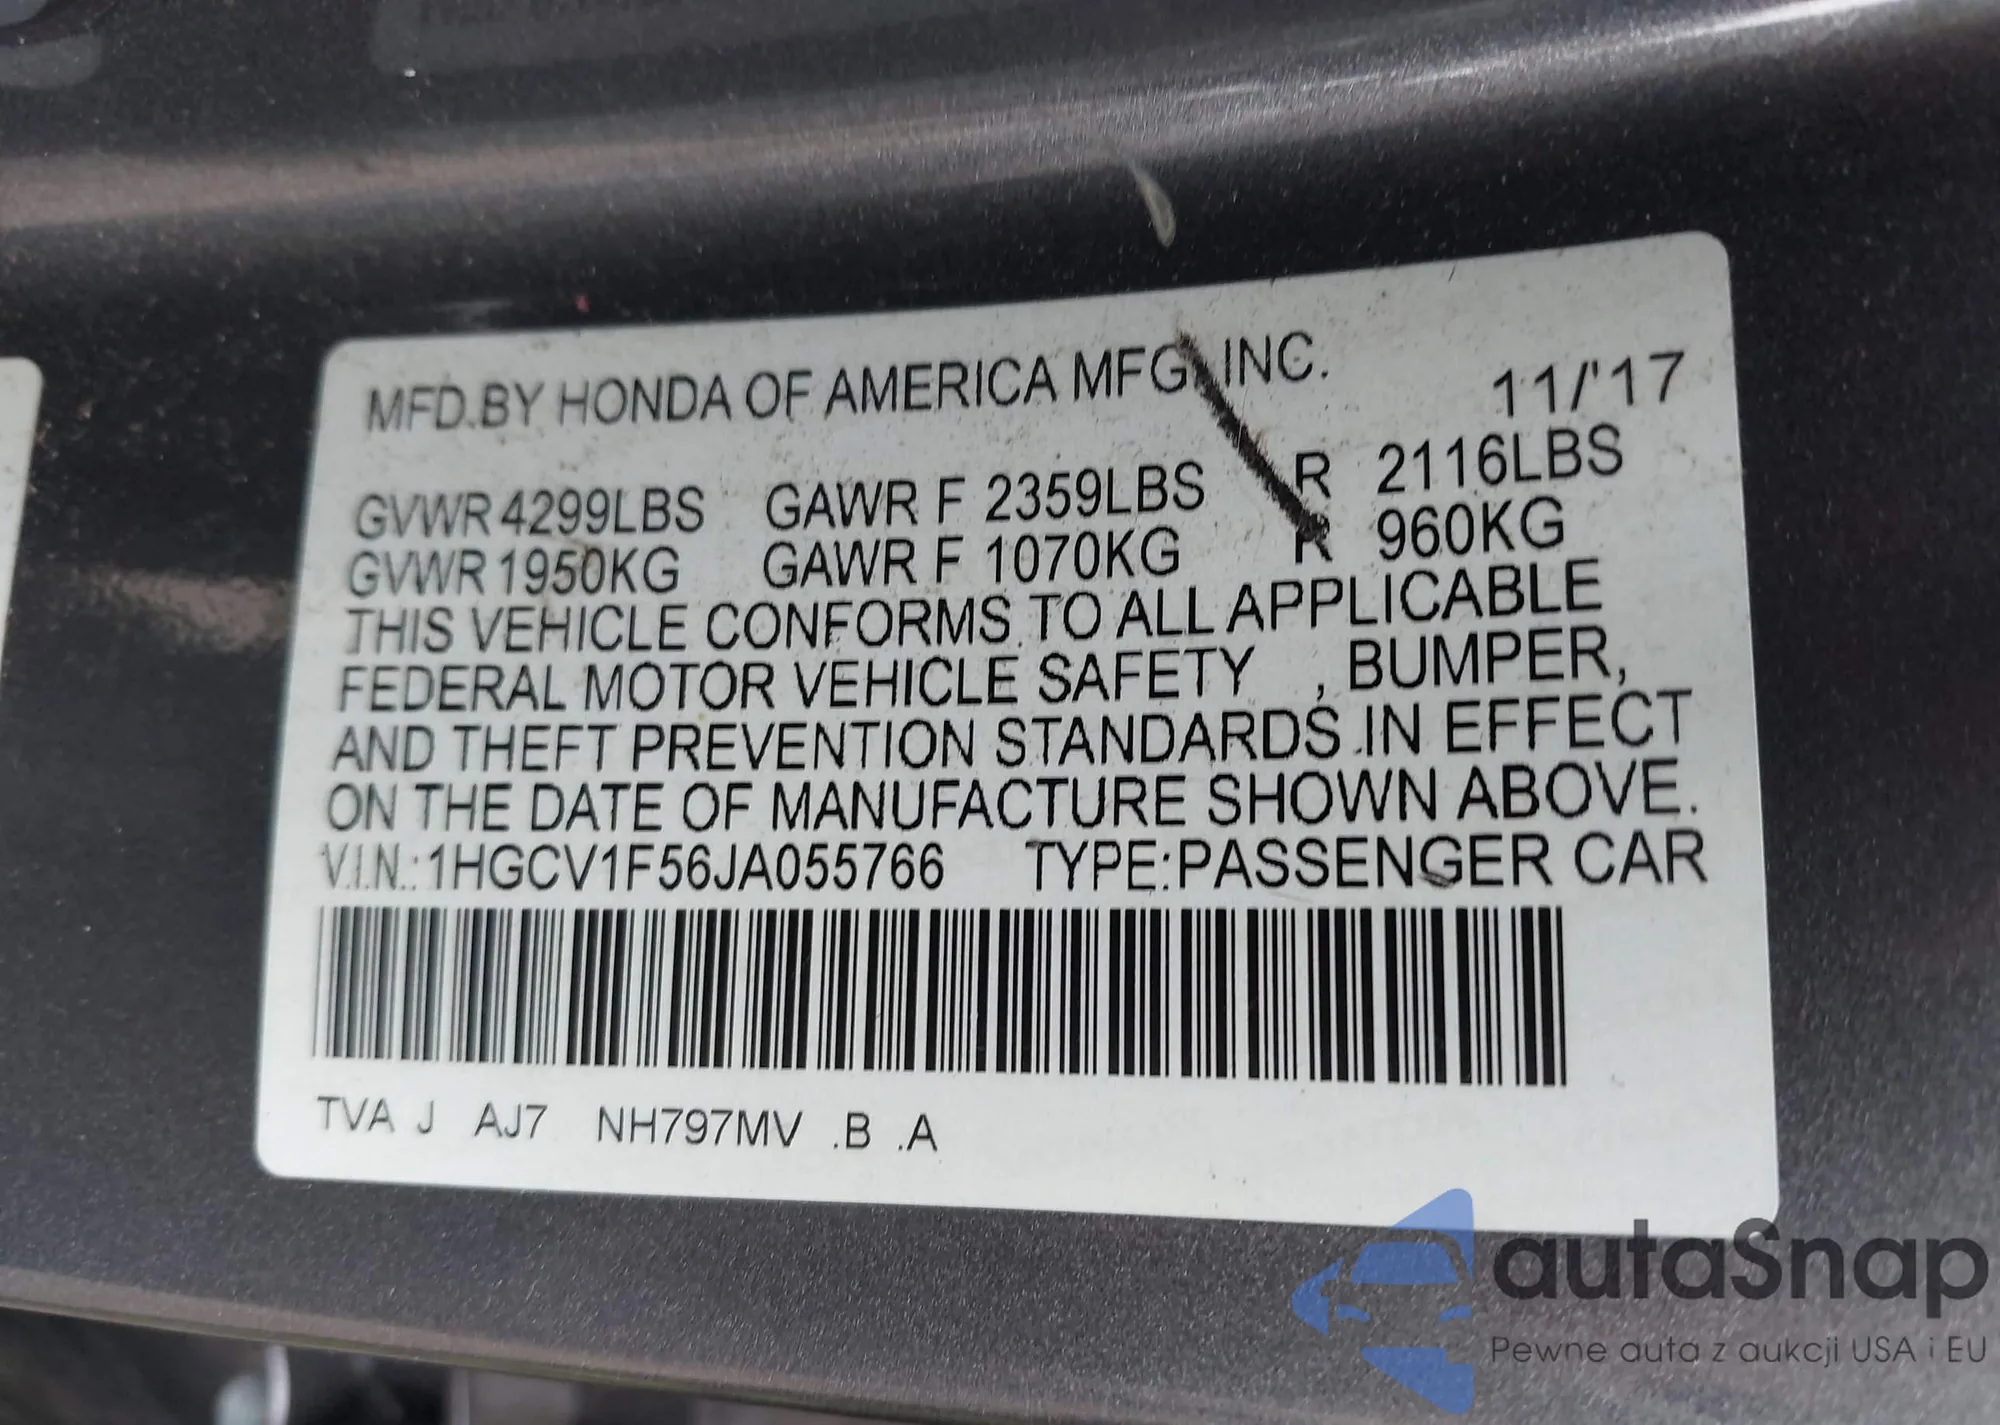 MFD.BY HONDA OF AMERICA MFG. INC. 11/'17
GVWR 4299LBS GAWR F 2359LBS R 2116LBS
GVWR 1950KG GAWR F 1070KG R 960KG
THIS VEHICLE CONFORMS TO ALL APPLICABLE
FEDERAL MOTOR VEHICLE SAFETY , BUMPER,
AND THEFT PREVENTION STANDARDS IN EFFECT
ON THE DATE OF MANUFACTURE SHOWN ABOVE.
V.I.N.: 1HGCV1F56JA055766 TYPE:PASSENGER CAR
TVA J AJ7 NH797MV .B .A
autaSnap
Pewne auta z aukcji USA i EU